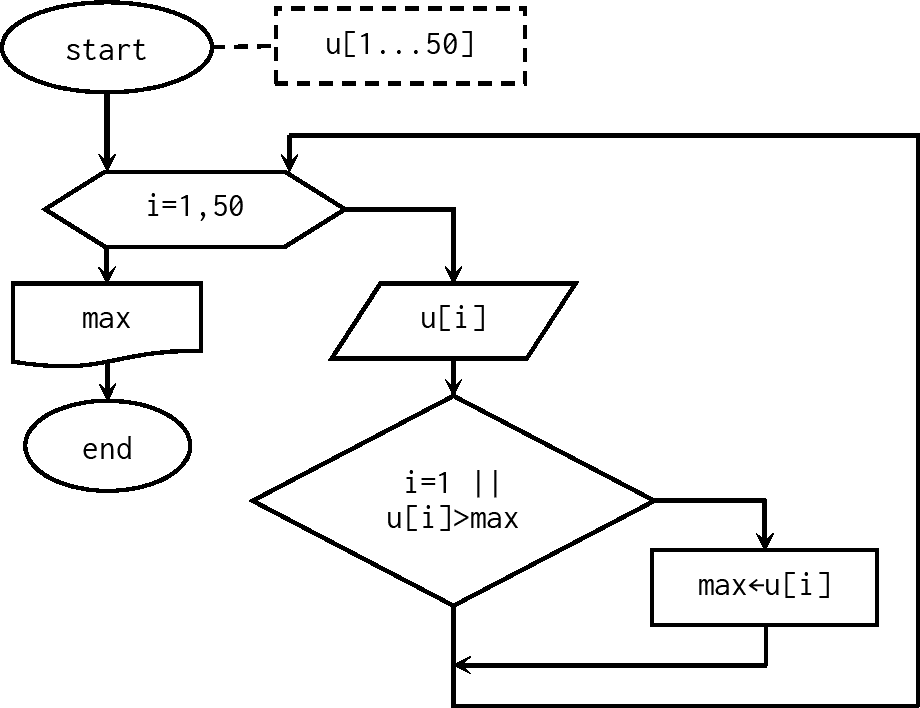 start
u[1...50]
i=1,50
max
u[i]
end
i=1 ||
u[i]>max
max←u[i]